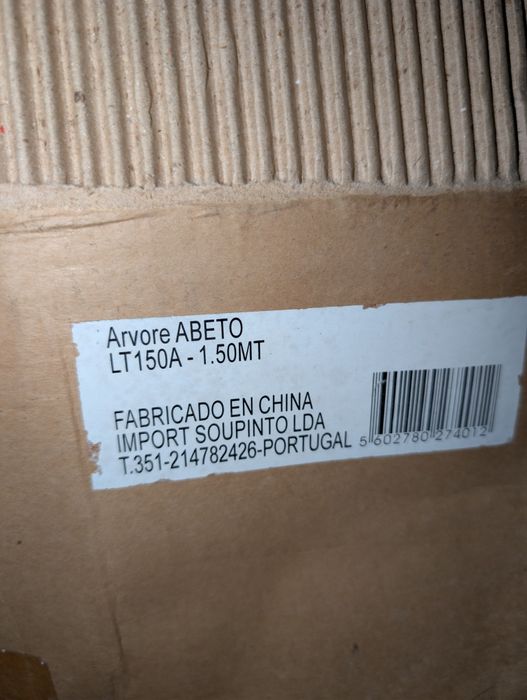 Arvore ABETO
LT150A - 1.50MT
FABRICADO EN CHINA
IMPORT SOUPINTO LDA
T.351-214782426-PORTUGAL
5 602780 274012